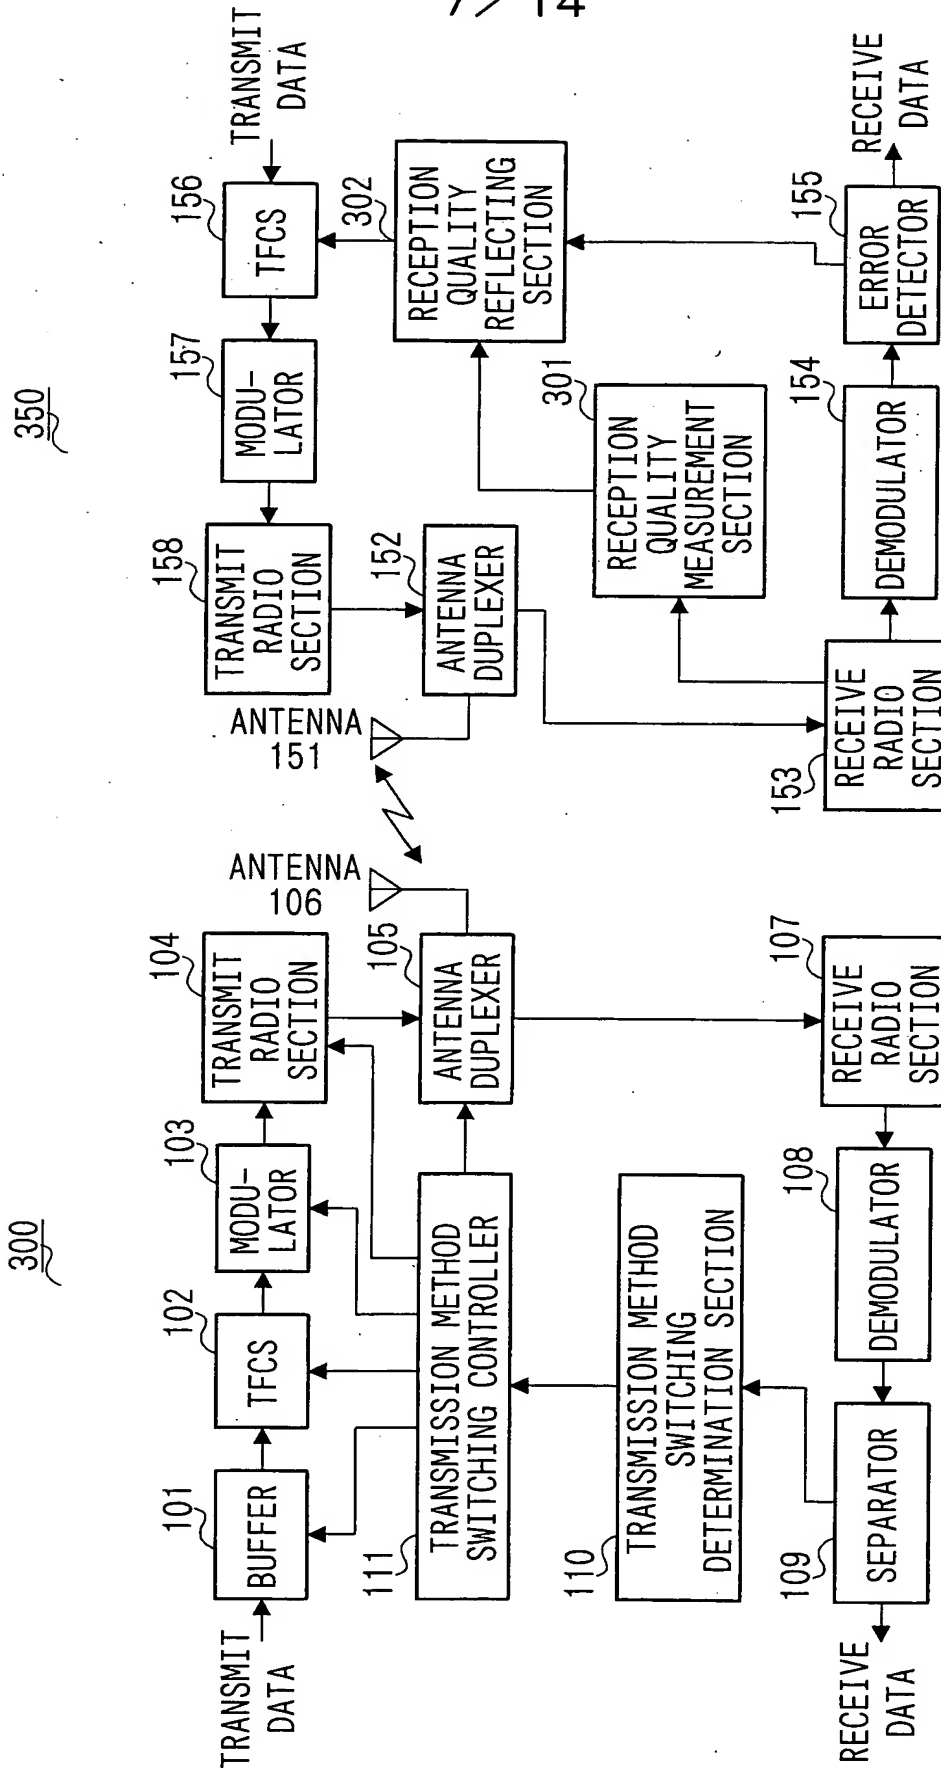 7/14
300
TRANSMIT
DATA
101
BUFFER
102
TFCS
103
MODU-
LATOR
104
TRANSMIT
RADIO
SECTION
111
TRANSMISSION METHOD
SWITCHING CONTROLLER
105
ANTENNA
DUPLEXER
ANTENNA
106
110
TRANSMISSION METHOD
SWITCHING
DETERMINATION SECTION
RECEIVE
DATA
109
SEPARATOR
108
DEMODULATOR
107
RECEIVE
RADIO
SECTION
350
158
TRANSMIT
RADIO
SECTION
157
MODU-
LATOR
156
TFCS
TRANSMIT
DATA
ANTENNA
151
152
ANTENNA
DUPLEXER
302
RECEPTION
QUALITY
REFLECTING
SECTION
301
RECEPTION
QUALITY
MEASUREMENT
SECTION
153
RECEIVE
RADIO
SECTION
154
DEMODULATOR
155
ERROR
DETECTOR
RECEIVE
DATA